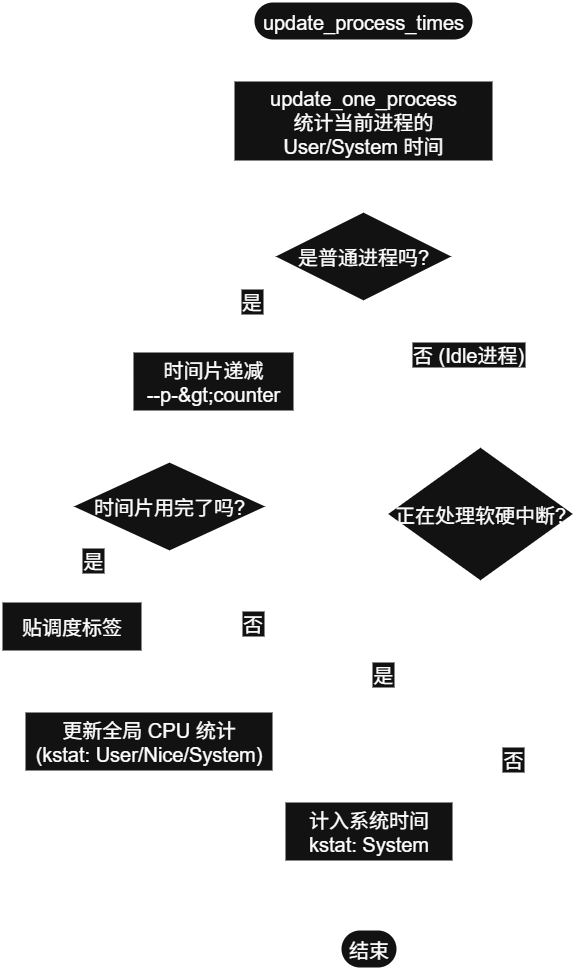 update_process_times
update_one_process
统计当前进程的
User/System 时间
是普通进程吗?
是
否 (Idle进程)
时间片递减
--p-&gt;counter
时间片用完了吗?
正在处理软硬中断?
是
贴调度标签
否
是
更新全局 CPU 统计
(kstat: User/Nice/System)
否
计入系统时间
kstat: System
结束